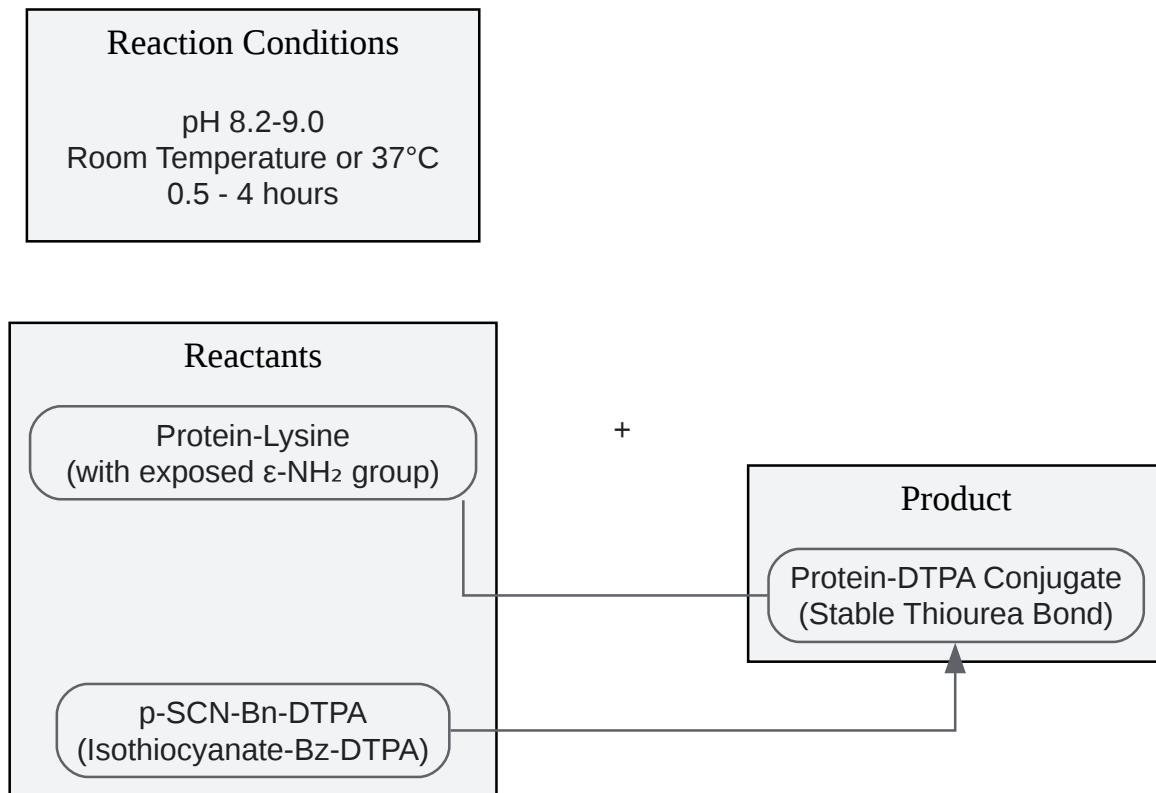 Reaction Conditions
pH 8.2-9.0
Room Temperature or 37°C
0.5 - 4 hours
Reactants
Protein-Lysine
(with exposed ε-NH₂ group)
+
Product
Protein-DTPA Conjugate
(Stable Thiourea Bond)
p-SCN-Bn-DTPA
(Isothiocyanate-Bz-DTPA)